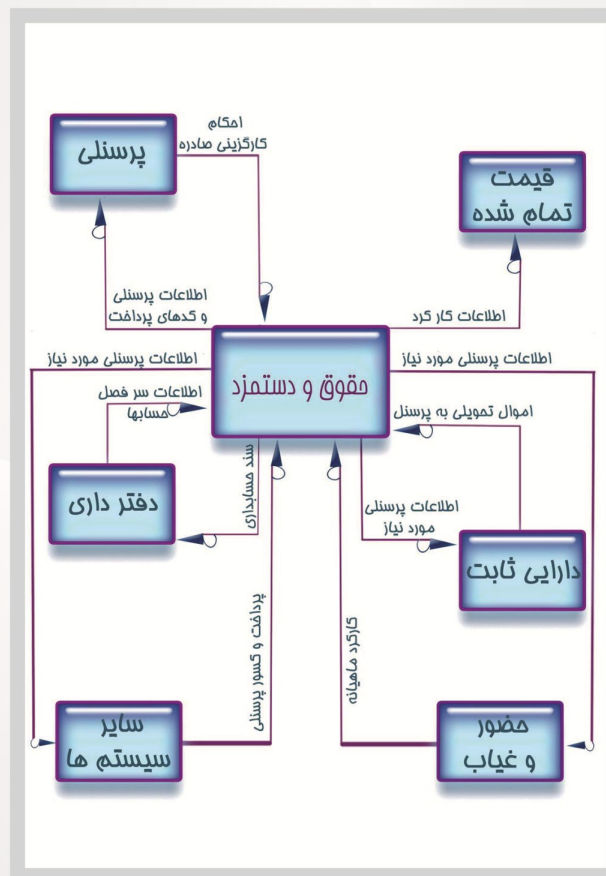 احکام
کارگزینی صادره
پرسنلی
قیمت
تمام شده
اطلاعات پرسنلی
و کدهای پرداخت
اطلاعات کار کرد
حقوق و دستمزد
اطلاعات پرسنلی مورد نیاز
اطلاعات پرسنلی مورد نیاز
اطلاعات سر فصل
حسابها
اموال تحویلی به پرسنل
سند حسابداری
دفتر داری
اطلاعات پرسنلی
مورد نیاز
دارایی ثابت
پرداخت و کسور پرسنلی
کارکرد ماهیانه
سایر
سیستم ها
حضور
و غیاب